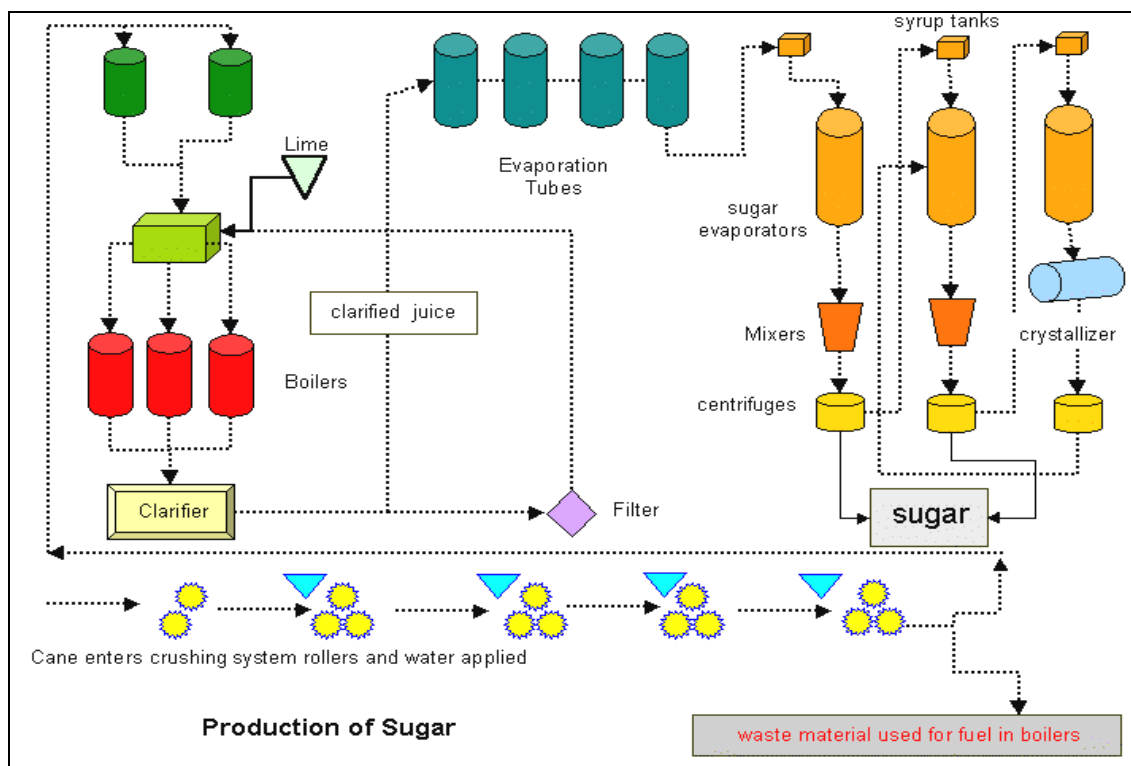 syrup tanks
Lime
Evaporation
Tubes
sugar
evaporators
clarified juice
Mixers
crystallizer
Boilers
centrifuges
Clarifier
Filter
sugar
Cane enters crushing system rollers and water applied
Production of Sugar
waste material used for fuel in boilers